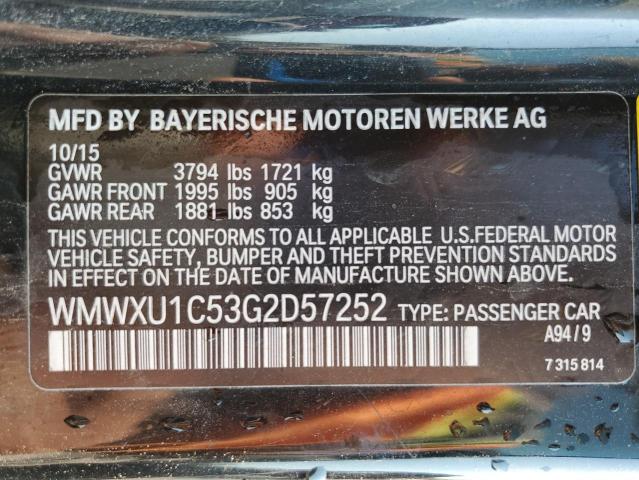 MFD BY BAYERISCHE MOTOREN WERKE AG
10/15
GVWR 3794 lbs 1721 kg
GAWR FRONT 1995 lbs 905 kg
GAWR REAR 1881 lbs 853 kg
THIS VEHICLE CONFORMS TO ALL APPLICABLE U.S.FEDERAL MOTOR
VEHICLE SAFETY, BUMPER AND THEFT PREVENTION STANDARDS
IN EFFECT ON THE DATE OF MANUFACTURE SHOWN ABOVE.
WMWXU1C53G2D57252 TYPE: PASSENGER CAR
A94/9
7 315 814